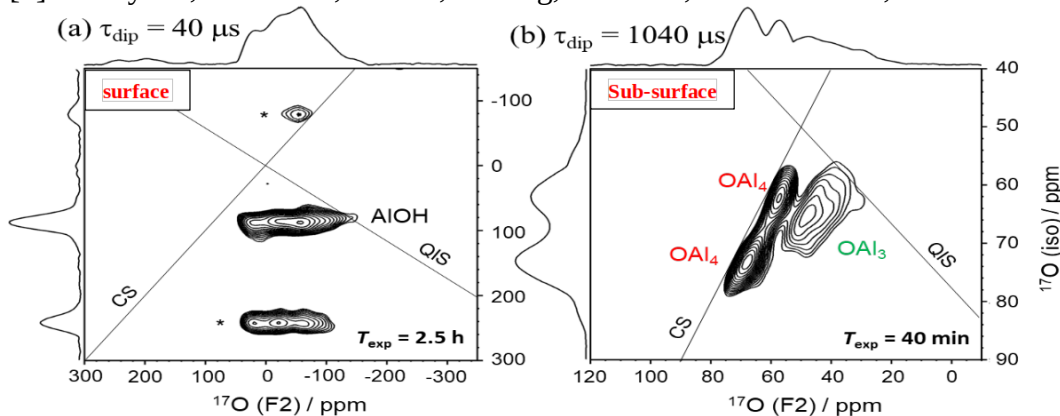 (a) τdip = 40 μs
surface
*
AlOH
CS
QIS
*
Texp = 2.5 h
-100
0
100
200
300
300 200 100 0 -100 -200 -300
¹⁷O (F2) / ppm
(b) τdip = 1040 μs
Sub-surface
OAl₄
OAl₄
OAl₃
CS
QIS
Texp = 40 min
40
50
60
70
80
90
¹⁷O (iso) / ppm
120 100 80 60 40 20 0
¹⁷O (F2) / ppm